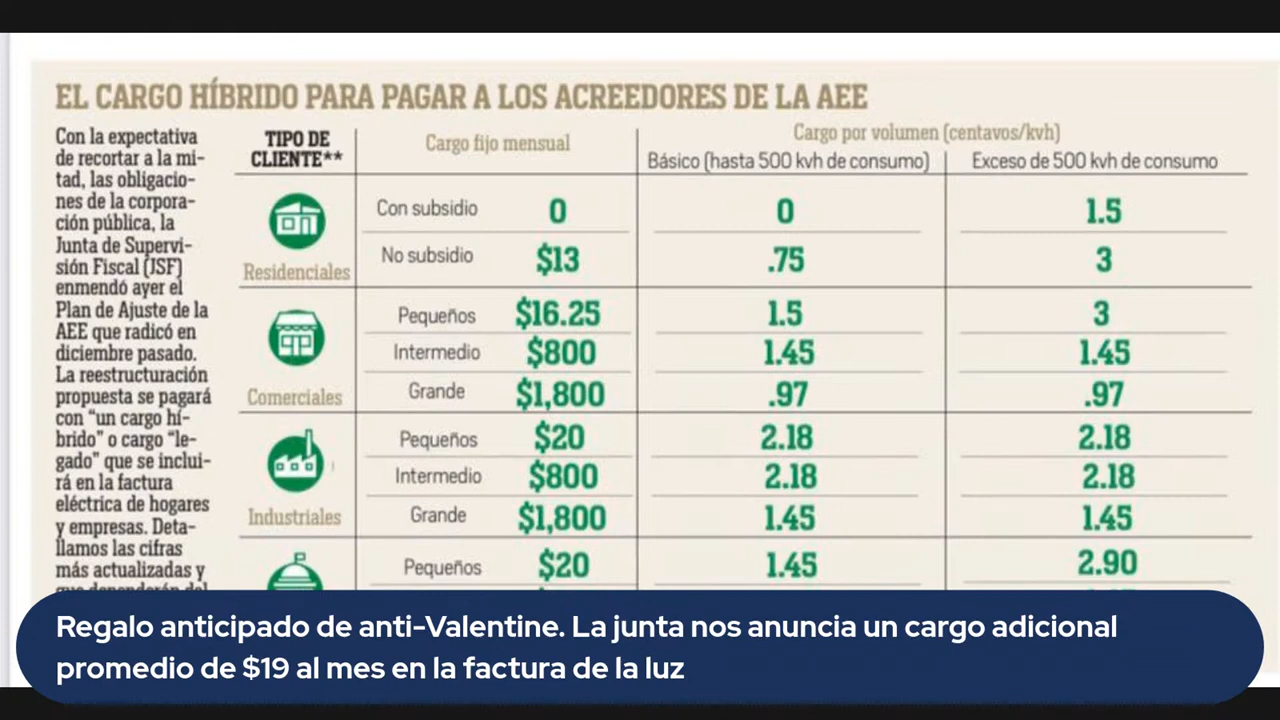 EL CARGO HÍBRIDO PARA PAGAR A LOS ACREEDORES DE LA AEE
Con la expectativa
de recortar a la mi-
tad, las obligacio-
nes de la corpora-
ción pública, la
Junta de Supervi-
sión Fiscal (JSF)
enmendó ayer el
Plan de Ajuste de la
AEE que radicó en
diciembre pasado.
La reestructuración
propuesta se pagará
con “un cargo hí-
brido” o cargo “le-
gado” que se inclui-
rá en la factura
eléctrica de hogares
y empresas. Deta-
llamos las cifras
más actualizadas y
TIPO DE
CLIENTE**
Cargo fijo mensual
Cargo por volumen (centavos/kvh)
Básico (hasta 500 kvh de consumo)
Exceso de 500 kvh de consumo
Residenciales
Con subsidio 0 0 1.5
No subsidio $13 .75 3
Comerciales
Pequeños $16.25 1.5 3
Intermedio $800 1.45 1.45
Grande $1,800 .97 .97
Industriales
Pequeños $20 2.18 2.18
Intermedio $800 2.18 2.18
Grande $1,800 1.45 1.45
Pequeños $20 1.45 2.90
Regalo anticipado de anti-Valentine. La junta nos anuncia un cargo adicional
promedio de $19 al mes en la factura de la luz